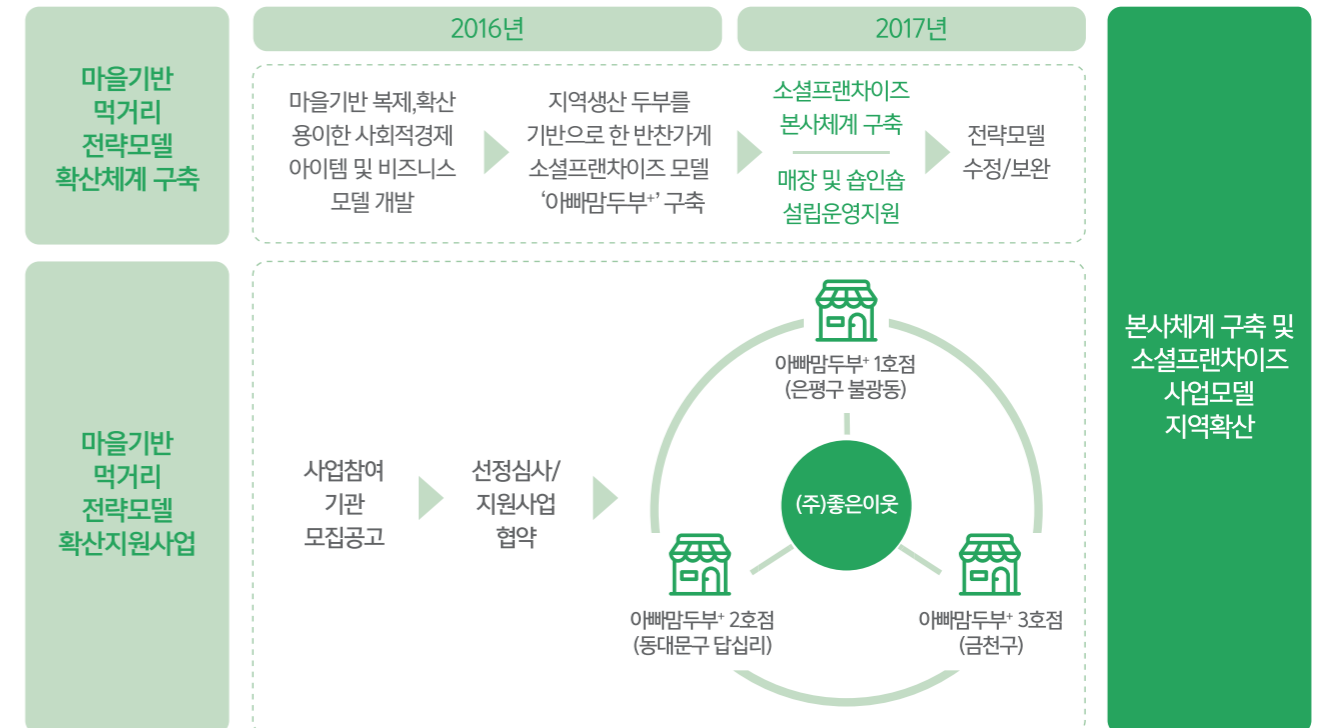 2016년
2017년
마을기반
먹거리
전략모델
확산체계 구축
마을기반 복제,확산
용이한 사회적경제
아이템 및 비즈니스
모델 개발
지역생산 두부를
기반으로 한 반찬가게
소셜프랜차이즈 모델
‘아빠맘두부⁺’ 구축
소셜프랜차이즈
본사체계 구축
매장 및 숍인숍
설립운영지원
전략모델
수정/보완
마을기반
먹거리
전략모델
확산지원사업
사업참여
기관
모집공고
선정심사/
지원사업
협약
아빠맘두부⁺ 1호점
(은평구 불광동)
(주)좋은이웃
아빠맘두부⁺ 2호점
(동대문구 답십리)
아빠맘두부⁺ 3호점
(금천구)
본사체계 구축 및
소셜프랜차이즈
사업모델
지역확산